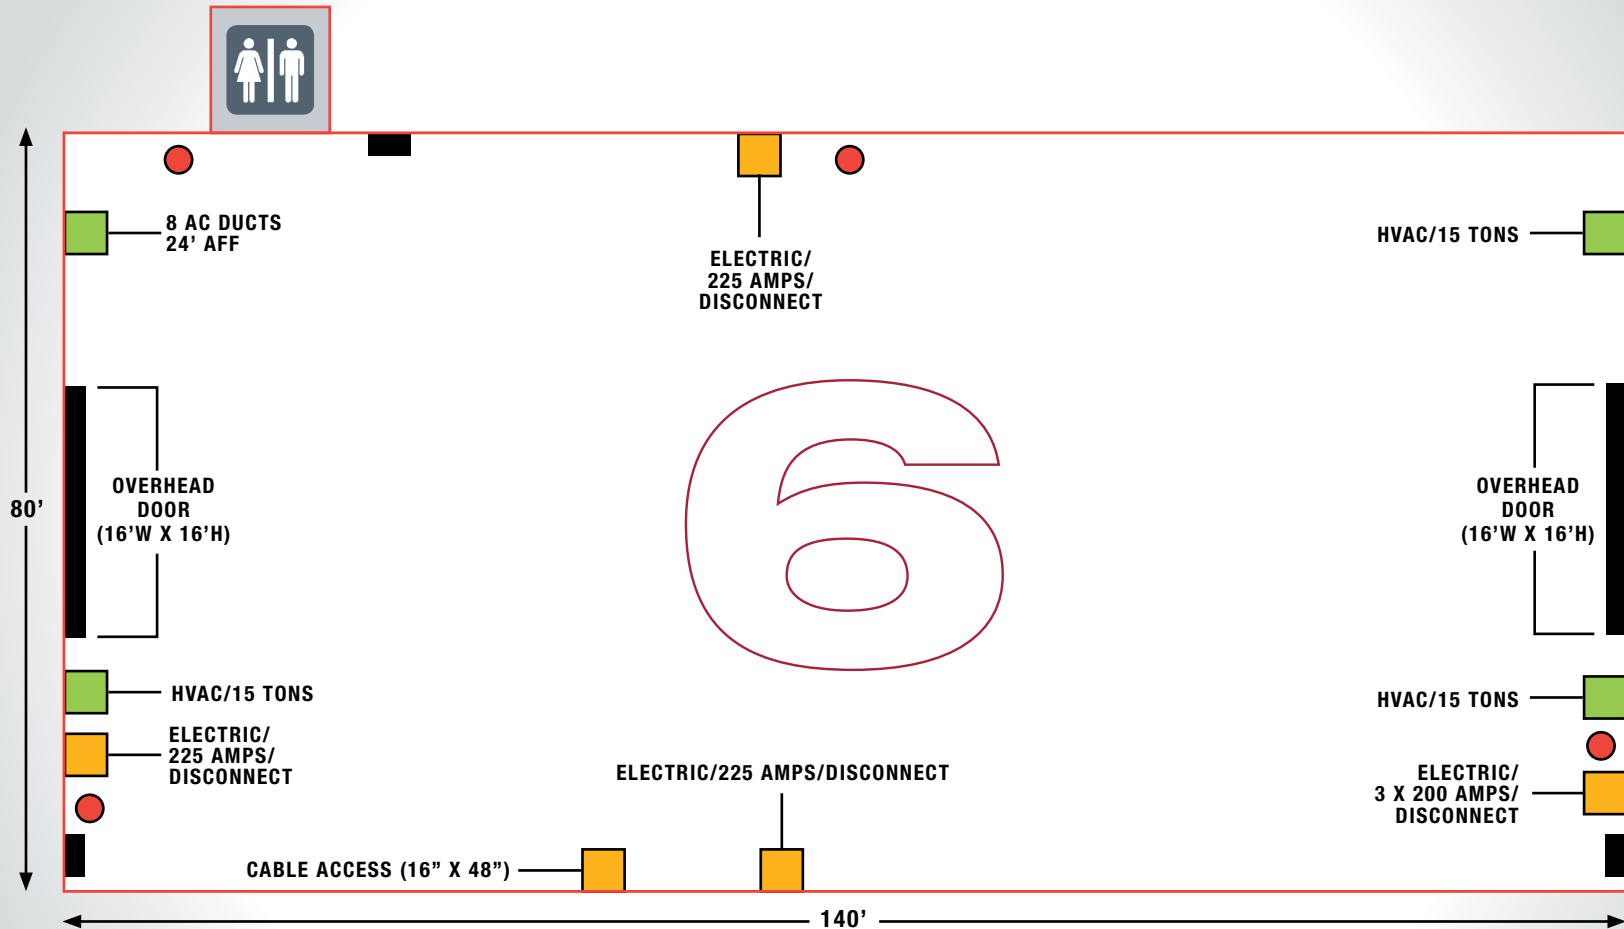 8 AC DUCTS
24’ AFF
ELECTRIC/
225 AMPS/
DISCONNECT
HVAC/15 TONS
80’
OVERHEAD
DOOR
(16’W X 16’H)
6
OVERHEAD
DOOR
(16’W X 16’H)
HVAC/15 TONS
HVAC/15 TONS
ELECTRIC/
225 AMPS/
DISCONNECT
ELECTRIC/225 AMPS/DISCONNECT
ELECTRIC/
3 X 200 AMPS/
DISCONNECT
CABLE ACCESS (16” X 48”)
140’